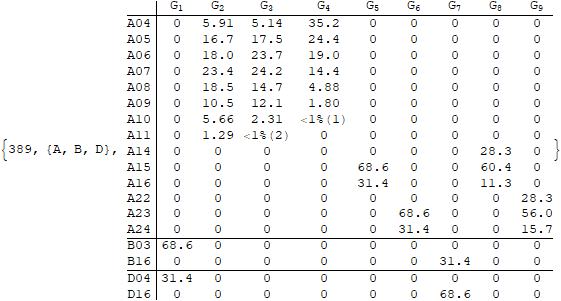 G1 G2 G3 G4 G5 G6 G7 G8 G9
A04 0 5.91 5.14 35.2 0 0 0 0 0
A05 0 16.7 17.5 24.4 0 0 0 0 0
A06 0 18.0 23.7 19.0 0 0 0 0 0
A07 0 23.4 24.2 14.4 0 0 0 0 0
A08 0 18.5 14.7 4.88 0 0 0 0 0
A09 0 10.5 12.1 1.80 0 0 0 0 0
A10 0 5.66 2.31 <1%(1) 0 0 0 0 0
A11 0 1.29 <1%(2) 0 0 0 0 0 0
{389, {A, B, D}, A14 0 0 0 0 0 0 0 28.3 0 }
A15 0 0 0 0 68.6 0 0 60.4 0
A16 0 0 0 0 31.4 0 0 11.3 0
A22 0 0 0 0 0 0 0 0 28.3
A23 0 0 0 0 0 68.6 0 0 56.0
A24 0 0 0 0 0 31.4 0 0 15.7
B03 68.6 0 0 0 0 0 0 0 0
B16 0 0 0 0 0 0 31.4 0 0
D04 31.4 0 0 0 0 0 0 0 0
D16 0 0 0 0 0 0 68.6 0 0